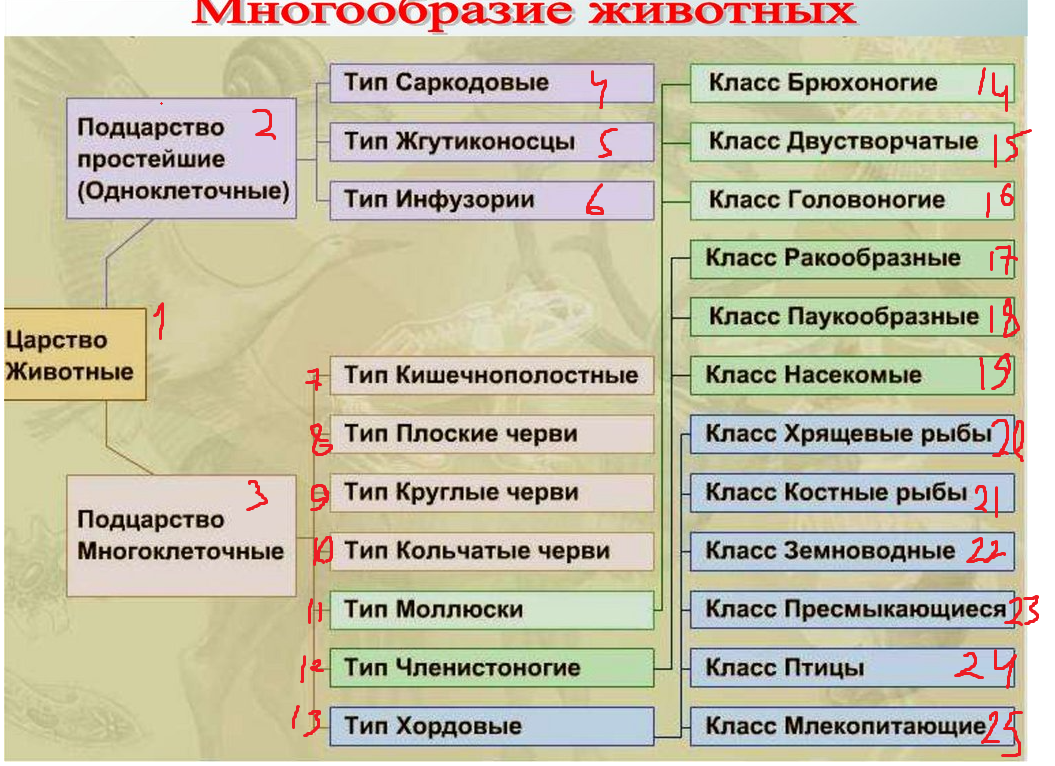 Многообразие животных
Царство
Животные
1
Подцарство
простейшие
(Одноклеточные)
2
Подцарство
Многоклеточные
3
Тип Саркодовые 4
Тип Жгутиконосцы 5
Тип Инфузории 6
7 Тип Кишечнополостные
8 Тип Плоские черви
9 Тип Круглые черви
10 Тип Кольчатые черви
11 Тип Моллюски
12 Тип Членистоногие
13 Тип Хордовые
Класс Брюхоногие 14
Класс Двустворчатые 15
Класс Головоногие 16
Класс Ракообразные 17
Класс Паукообразные 18
Класс Насекомые 19
Класс Хрящевые рыбы 20
Класс Костные рыбы 21
Класс Земноводные 22
Класс Пресмыкающиеся 23
Класс Птицы 24
Класс Млекопитающие 25